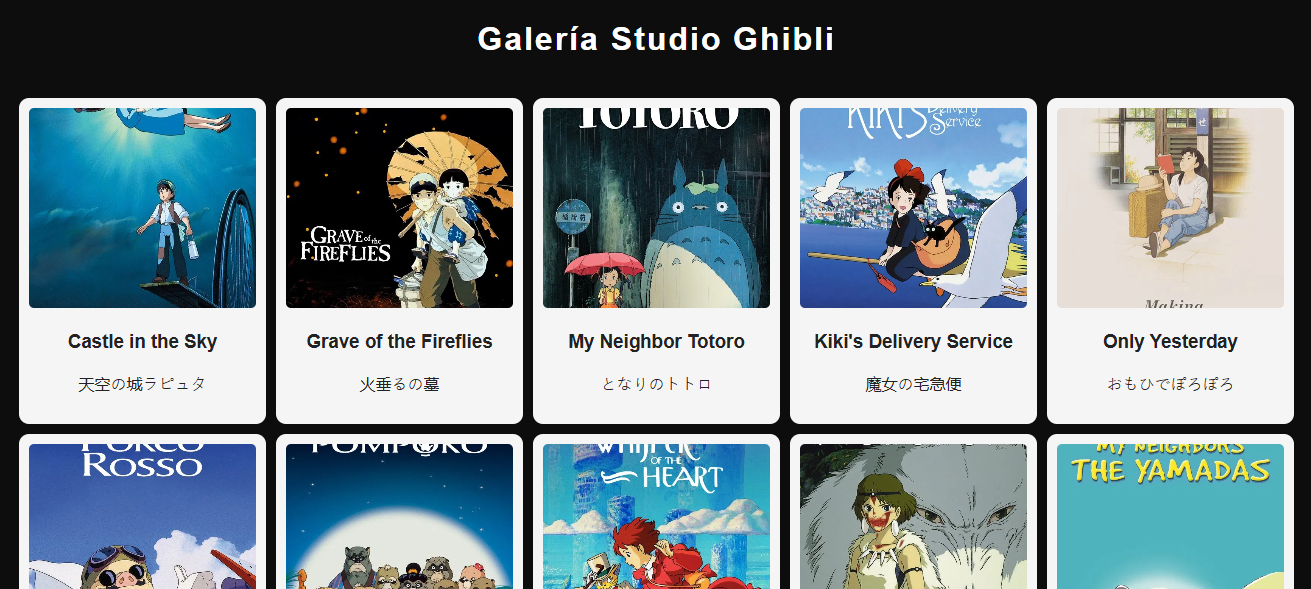 Galería Studio Ghibli
GRAVE of the
FIREFLIES
TOTORO
KIKI'S Delivery
Service
せ
Making
Castle in the Sky
Grave of the Fireflies
My Neighbor Totoro
Kiki's Delivery Service
Only Yesterday
天空の城ラピュタ
火垂るの墓
となりのトトロ
魔女の宅急便
おもひでぽろぽろ
PORCO
ROSSO
POMPOKO
WHISPER
OF THE
HEART
MY NEIGHBORS
THE YAMADAS